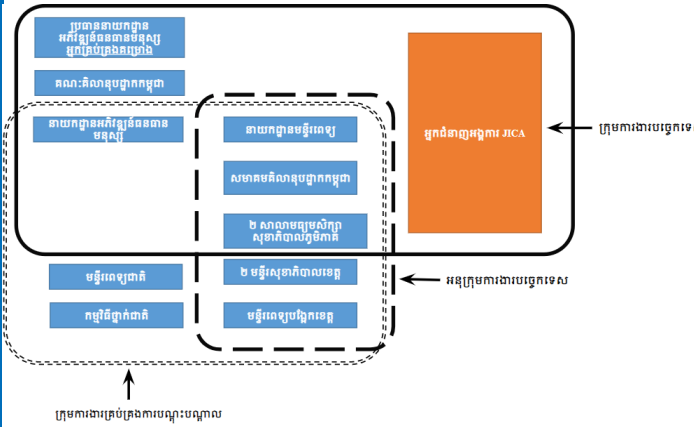 ប្រធាននាយកដ្ឋាន
អភិវឌ្ឍន៍ធនធានមនុស្ស
អ្នកគ្រប់គ្រងគម្រោង
គណៈគិលានុបដ្ឋាកកម្ពុជា
នាយកដ្ឋានអភិវឌ្ឍន៍ធនធាន
មនុស្ស
នាយកដ្ឋានមន្ទីរពេទ្យ
សមាគមគិលានុបដ្ឋាកកម្ពុជា
២ សាលាមធ្យមសិក្សា
សុខាភិបាលភូមិភាគ
អ្នកជំនាញអង្គការ JICA
ក្រុមការងារបច្ចេកទេ
មន្ទីរពេទ្យជាតិ
២ មន្ទីរសុខាភិបាលខេត្ត
អនុក្រុមការងារបច្ចេកទេស
កម្មវិធីថ្នាក់ជាតិ
មន្ទីរពេទ្យបង្អែកខេត្ត
ក្រុមការងារគ្រប់គ្រងការបណ្តុះបណ្តាល